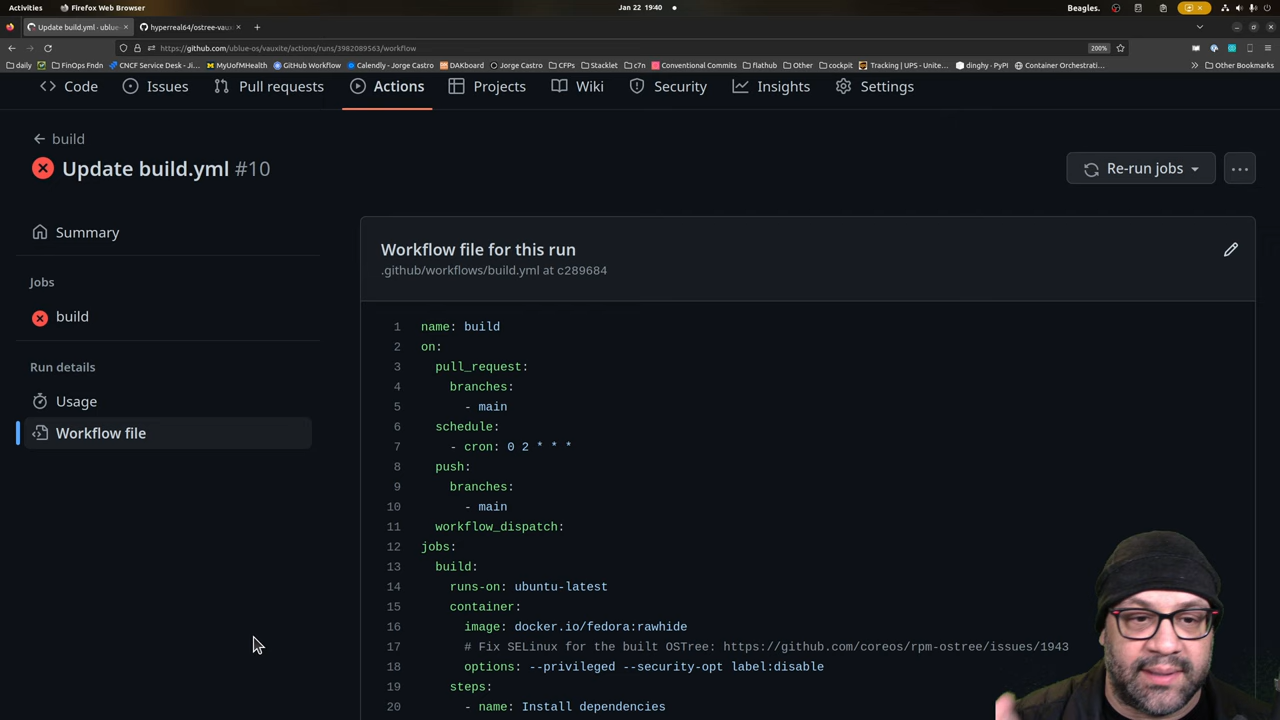 Activities
Firefox Web Browser
Jan 22 19:40
Beagles.
Update build.yml · ublue-
hyperreal64/ostree-vaux
https://github.com/ublue-os/vauxite/actions/runs/3982089563/workflow
200%
daily
FinOps Fndn
CNCF Service Desk - Ji…
MyUofMHealth
GitHub Workflow
Calendly - Jorge Castro
DAKboard
Jorge Castro
CFPs
Stacklet
c7n
Conventional Commits
flathub
Other
cockpit
Tracking | UPS - Unite…
dinghy · PyPI
Container Orchestrati…
Other Bookmarks
Code
Issues
Pull requests
Actions
Projects
Wiki
Security
Insights
Settings
build
Update build.yml #10
Re-run jobs
Summary
Jobs
build
Run details
Usage
Workflow file
Workflow file for this run
.github/workflows/build.yml at c289684
1 name: build
2 on:
3 pull_request:
4 branches:
5 - main
6 schedule:
7 - cron: 0 2 * * *
8 push:
9 branches:
10 - main
11 workflow_dispatch:
12 jobs:
13 build:
14 runs-on: ubuntu-latest
15 container:
16 image: docker.io/fedora:rawhide
17 # Fix SELinux for the built OSTree: https://github.com/coreos/rpm-ostree/issues/1943
18 options: --privileged --security-opt label:disable
19 steps:
20 - name: Install dependencies